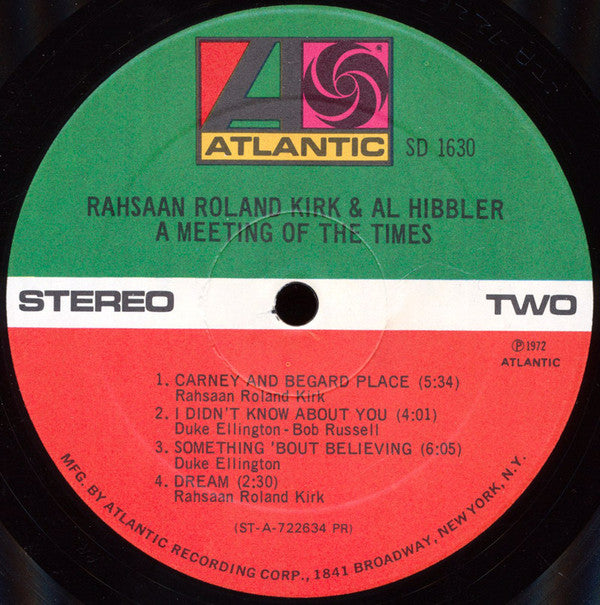 ATLANTIC
SD 1630
RAHSAAN ROLAND KIRK & AL HIBBLER
A MEETING OF THE TIMES
STEREO
TWO
Ⓟ1972
ATLANTIC
1. CARNEY AND BEGARD PLACE (5:34)
Rahsaan Roland Kirk
2. I DIDN'T KNOW ABOUT YOU (4:01)
Duke Ellington-Bob Russell
3. SOMETHING 'BOUT BELIEVING (6:05)
Duke Ellington
4. DREAM (2:30)
Rahsaan Roland Kirk
(ST-A-722634 PR)
MFG. BY ATLANTIC RECORDING CORP., 1841 BROADWAY, NEW YORK, N.Y.